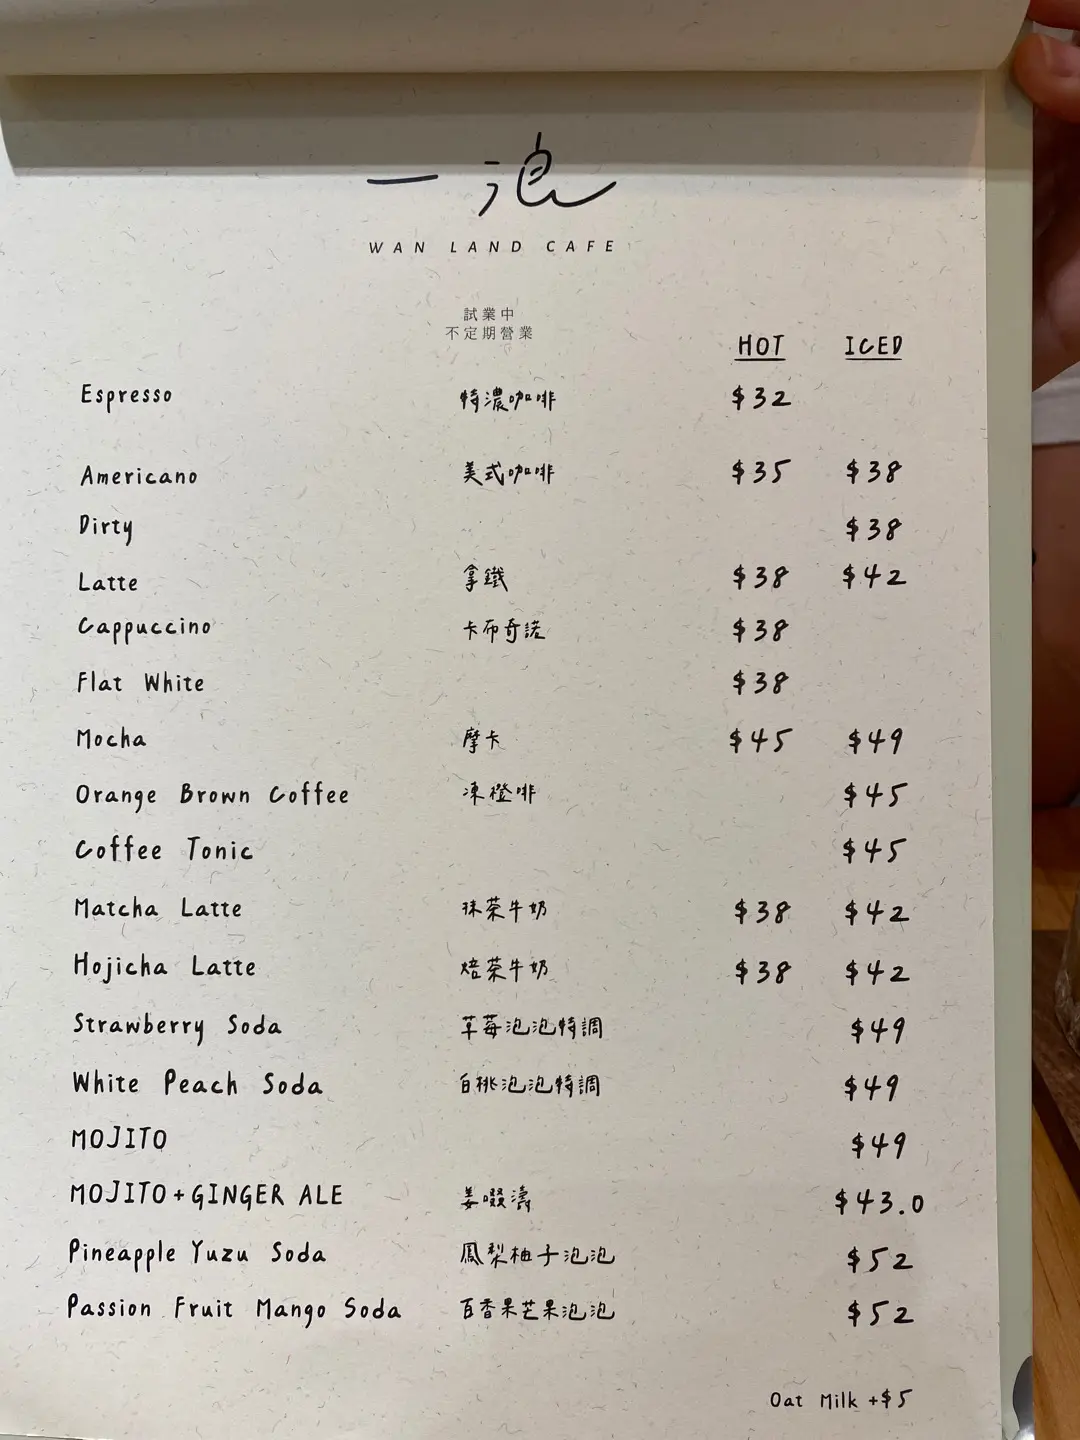 一泡
WAN LAND CAFE
試業中
不定期營業
HOT ICED
Espresso 特濃咖啡 $32
Americano 美式咖啡 $35 $38
Dirty $38
Latte 拿鐵 $38 $42
Cappuccino 卡布奇諾 $38
Flat White $38
Mocha 摩卡 $45 $49
Orange Brown Coffee 凍橙啡 $45
Coffee Tonic $45
Matcha Latte 抹茶牛奶 $38 $42
Hojicha Latte 焙茶牛奶 $38 $42
Strawberry Soda 草莓泡泡特調 $49
White Peach Soda 白桃泡泡特調 $49
MOJITO $49
MOJITO+GINGER ALE 姜啜濤 $43.0
Pineapple Yuzu Soda 鳳梨柚子泡泡 $52
Passion Fruit Mango Soda 百香果芒果泡泡 $52
Oat Milk +$5